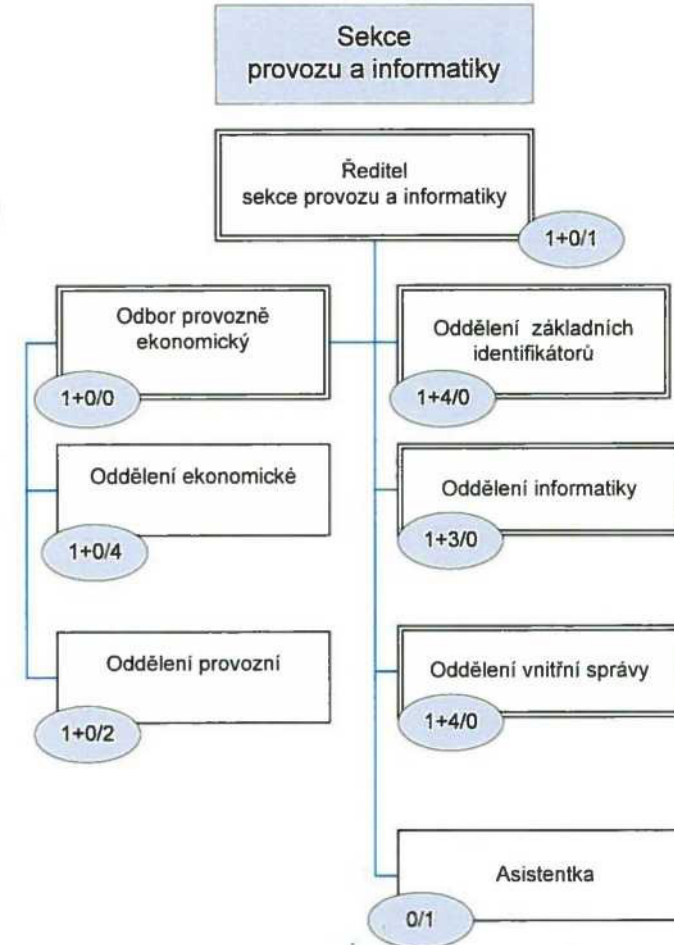 Sekce
provozu a informatiky
Ředitel
sekce provozu a informatiky
1+0/1
Odbor provozně
ekonomický
1+0/0
Oddělení ekonomické
1+0/4
Oddělení provozní
1+0/2
Oddělení základních
identifikátorů
1+4/0
Oddělení informatiky
1+3/0
Oddělení vnitřní správy
1+4/0
Asistentka
0/1